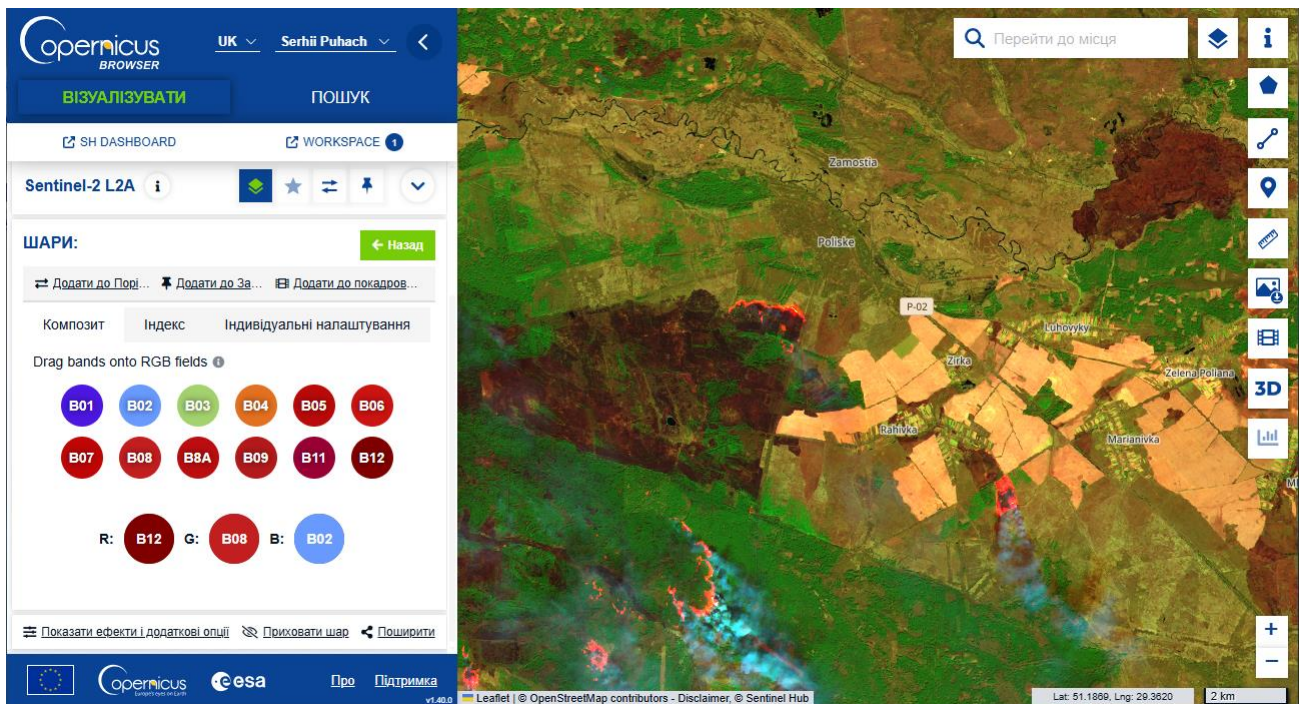 Copernicus
BROWSER
UK
Serhii Puhach
ВІЗУАЛІЗУВАТИ
ПОШУК
SH DASHBOARD
WORKSPACE 1
Sentinel-2 L2A i
ШАРИ:
Назад
Додати до Порі...
Додати до За...
Додати до покадров...
Композит
Індекс
Індивідуальні налаштування
Drag bands onto RGB fields
B01 B02 B03 B04 B05 B06
B07 B08 B8A B09 B11 B12
R: B12 G: B08 B: B02
Показати ефекти і додаткові опції
Приховати шар
Поширити
Copernicus
Europe's eyes on Earth
esa
Про
Підтримка
v1.40.0
Перейти до місця
i
3D
Zamostia
Poliske
P-02
Luhovyky
Zirka
Zelena Poliana
Rahivka
Marianivka
+
−
Leaflet | © OpenStreetMap contributors - Disclaimer, © Sentinel Hub
Lat: 51.1869, Lng: 29.3620
2 km